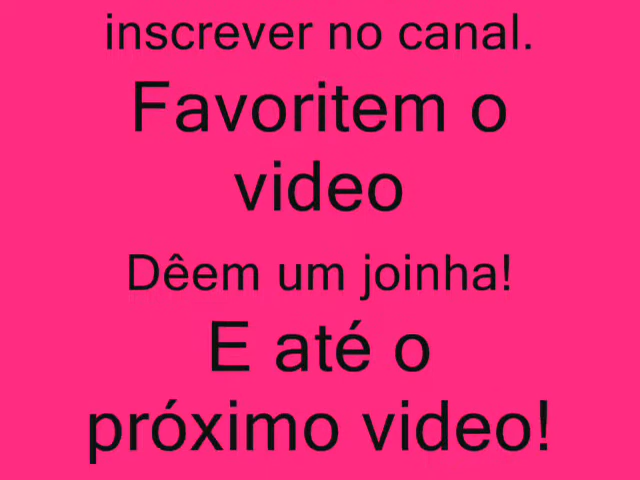 inscrever no canal.
Favoritem o
video
Dêem um joinha!
E até o
próximo video!